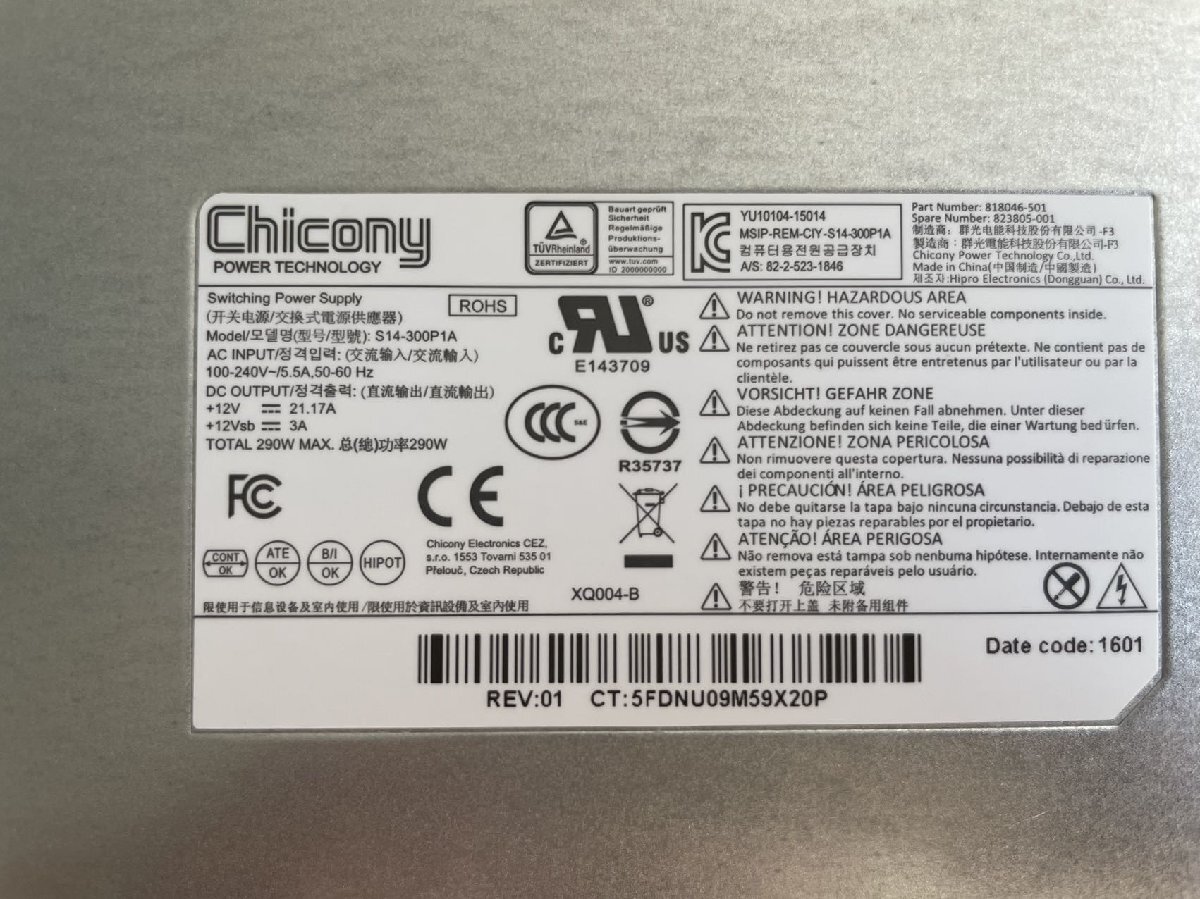 Chicony
POWER TECHNOLOGY
TÜVRheinland®
ZERTIFIZIERT
Bauart geprüft
Sicherheit
Regelmäßige
Produktions-
überwachung
www.tuv.com
ID 2000000000
YU10104-15014
MSIP-REM-CIY-S14-300P1A
컴퓨터용전원공급장치
A/S: 82-2-523-1846
Part Number: 818046-501
Spare Number: 823805-001
制造商：群光电能科技股份有限公司 -F3
製造商：群光電能科技股份有限公司-F3
Chicony Power Technology Co.,Ltd.
Made in China(中国制造/中國製造)
제조자:Hipro Electronics (Dongguan) Co., Ltd.
Switching Power Supply
ROHS
(开关电源/交換式電源供應器)
Model/모델명(型号/型號): S14-300P1A
AC INPUT/정격입력: (交流输入/交流輸入)
100-240V~/5.5A,50-60 Hz
DC OUTPUT/정격출력: (直流输出/直流輸出)
+12V 21.17A
+12Vsb 3A
TOTAL 290W MAX. 总(總)功率290W
c RU US ®
E143709
CCC S&E
R35737
FC CE
CONT OK
ATE OK
B/I OK
HIPOT
Chicony Electronics CEZ,
s.r.o. 1553 Tovarni 535 01
Přelouč, Czech Republic
XQ004-B
限使用于信息设备及室内使用/限使用於資訊設備及室內使用
WARNING! HAZARDOUS AREA
Do not remove this cover. No serviceable components inside.
ATTENTION! ZONE DANGEREUSE
Ne retirez pas ce couvercle sous aucun prétexte. Ne contient pas de
composants qui puissent être entretenus par l'utilisateur ou par la
clientèle.
VORSICHT! GEFAHR ZONE
Diese Abdeckung auf keinen Fall abnehmen. Unter dieser
Abdeckung befinden sich keine Teile, die einer Wartung bedürfen.
ATTENZIONE! ZONA PERICOLOSA
Non rimuovere questa copertura. Nessuna possibilità di reparazione
dei componenti all'interno.
¡ PRECAUCIÓN! ÁREA PELIGROSA
No debe quitarse la tapa bajo ninguna circunstancia. Debajo de esta
tapa no hay piezas reparables por el propietario.
ATENÇÃO! ÁREA PERIGOSA
Não remova está tampa sob nenhuma hipótese. Internamente não
existem peças reparáveis pelo usuário.
警告！ 危险区域
不要打开上盖 未附备用组件
Date code: 1601
REV:01 CT:5FDNU09M59X20P